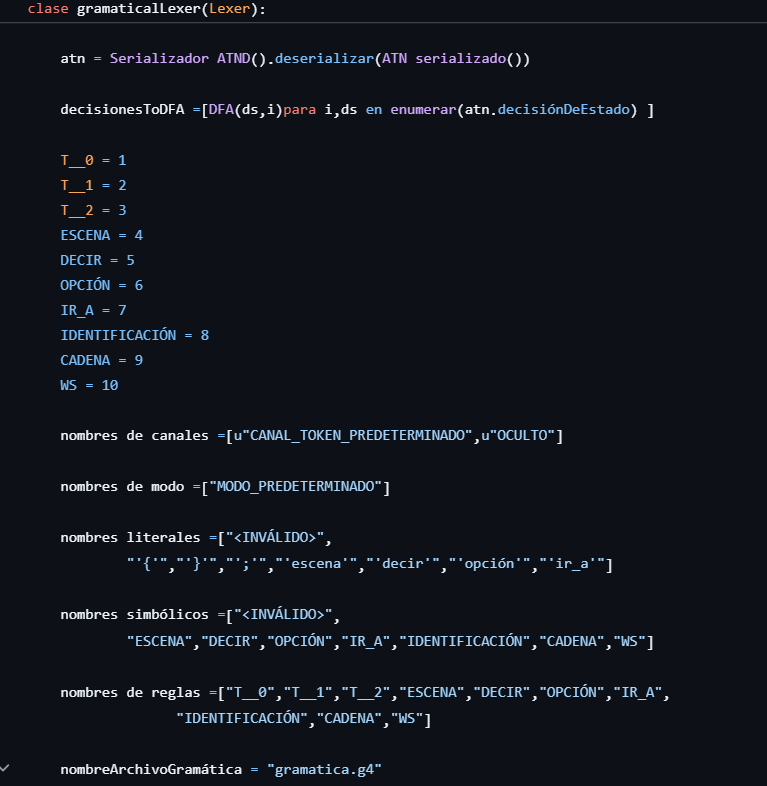 clase gramaticalLexer(Lexer):
atn = Serializador ATND().deserializar(ATN serializado())
decisionesToDFA =[DFA(ds,i)para i,ds en enumerar(atn.decisiónDeEstado) ]
T__0 = 1
T__1 = 2
T__2 = 3
ESCENA = 4
DECIR = 5
OPCIÓN = 6
IR_A = 7
IDENTIFICACIÓN = 8
CADENA = 9
WS = 10
nombres de canales =[u"CANAL_TOKEN_PREDETERMINADO",u"OCULTO"]
nombres de modo =["MODO_PREDETERMINADO"]
nombres literales =["<INVÁLIDO>",
"'{'","'}'","';'","'escena'","'decir'","'opción'","'ir_a'"]
nombres simbólicos =["<INVÁLIDO>",
"ESCENA","DECIR","OPCIÓN","IR_A","IDENTIFICACIÓN","CADENA","WS"]
nombres de reglas =["T__0","T__1","T__2","ESCENA","DECIR","OPCIÓN","IR_A",
"IDENTIFICACIÓN","CADENA","WS"]
nombreArchivoGramática = "gramatica.g4"